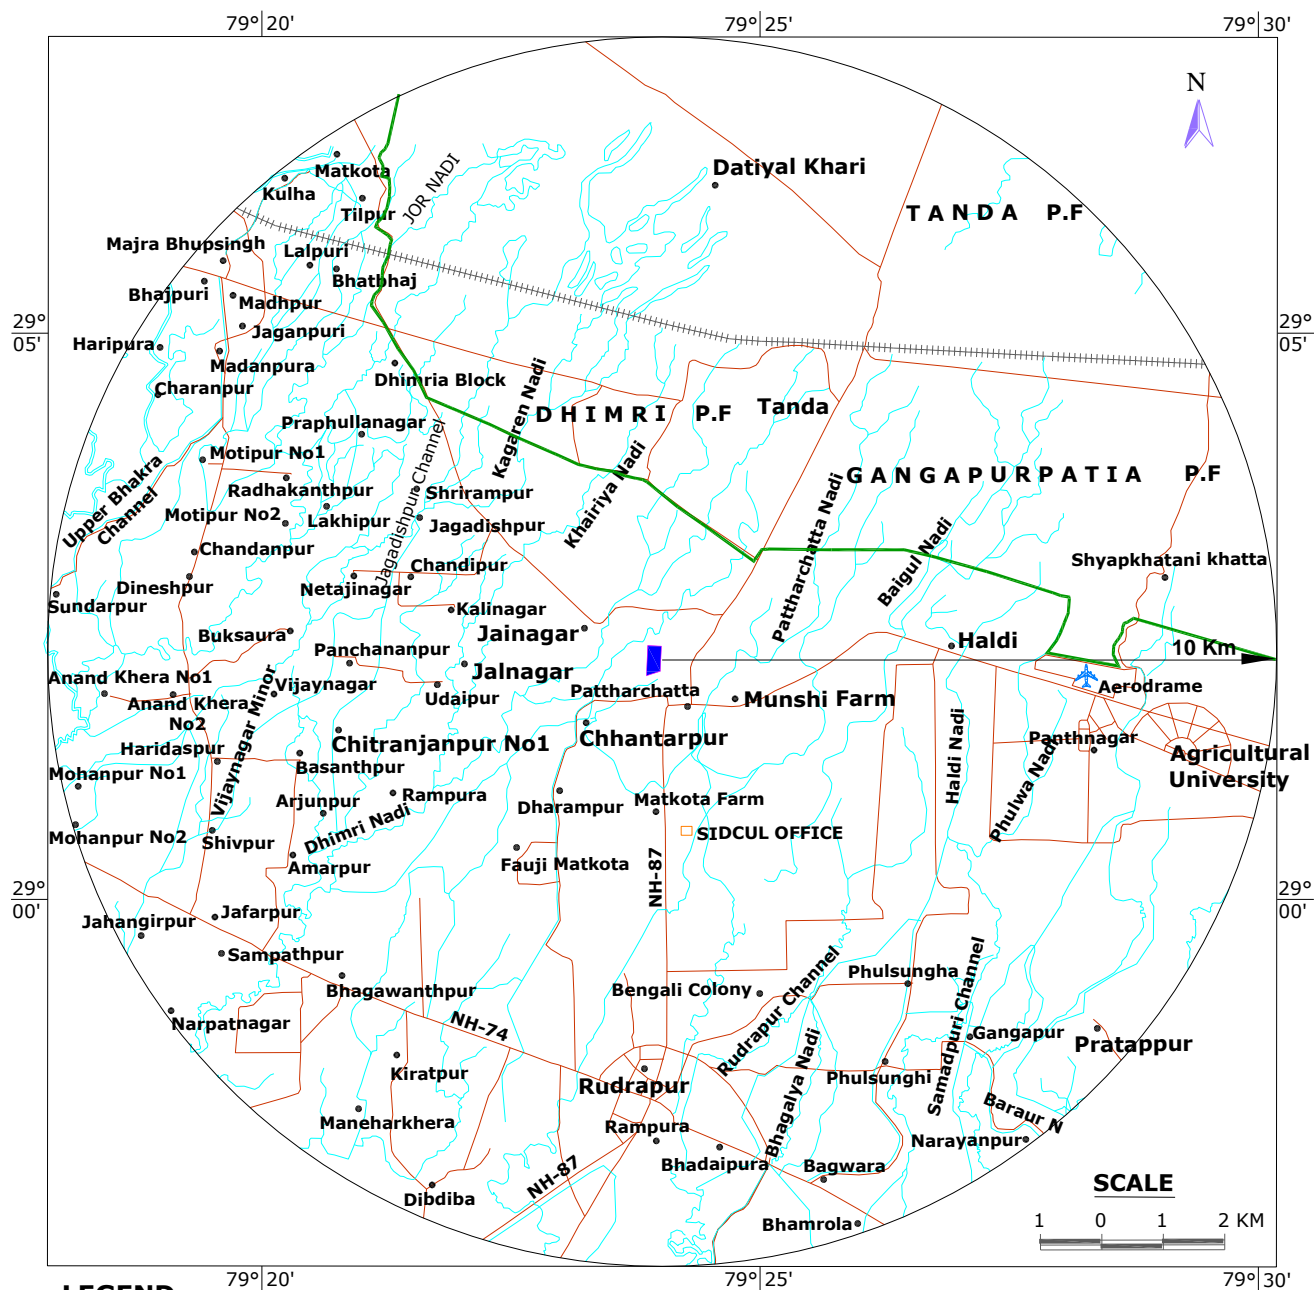 79° 20'
79° 25'
79° 30'
N
Matkota
Kulha
Tilpur
JOR NADI
Datiyal Khari
TANDA P.F
Majra Bhupsingh
Lalpuri
Bhatbhaj
Bhajpuri
Madhpur
Jaganpuri
29°
05'
29°
05'
Haripura
Madanpura
Charanpur
Dhimria Block
Kagaren Nadi
DHIMRI P.F
Tanda
Praphullanagar
Motipur No1
Upper Bhakra
Channel
Radhakanthpur
Jagadishpur Channel
Shrirampur
Khairiya Nadi
GANGAPURPATIA P.F
Motipur No2
Lakhipur
Jagadishpur
Pattharchatta Nadi
Baigul Nadi
Chandanpur
Chandipur
Shyapkhatani khatta
Dineshpur
Netajinagar
Sundarpur
Kalinagar
Buksaura
Jainagar
Haldi
Panchananpur
Jalnagar
10 Km
Anand Khera No1
Vijaynagar
Udaipur
Pattharchatta
Munshi Farm
Aerodrame
Anand Khera
No2
Vijaynagar Minor
Haridaspur
Chitranjanpur No1
Chhantarpur
Haldi Nadi
Panthnagar
Phulwa Nadi
Agricultural
University
Mohanpur No1
Basanthpur
Arjunpur
Rampura
Dharampur
Matkota Farm
Mohanpur No2
Shivpur
Dhimri Nadi
SIDCUL OFFICE
Amarpur
Fauji Matkota
NH-87
29°
00'
29°
00'
Jafarpur
Jahangirpur
Sampathpur
Bhagawanthpur
Bengali Colony
Rudrapur Channel
Phulsungha
Samadpuri Channel
Narpatnagar
NH-74
Gangapur
Pratappur
Kiratpur
Rudrapur
Bhagalya Nadi
Phulsunghi
Maneharkhera
Rampura
Baraur N
Narayanpur
NH-87
Bhadaipura
Bagwara
Dibdiba
Bhamrola
SCALE
1 0 1 2 KM
79° 20'
79° 25'
79° 30'
LEGEND